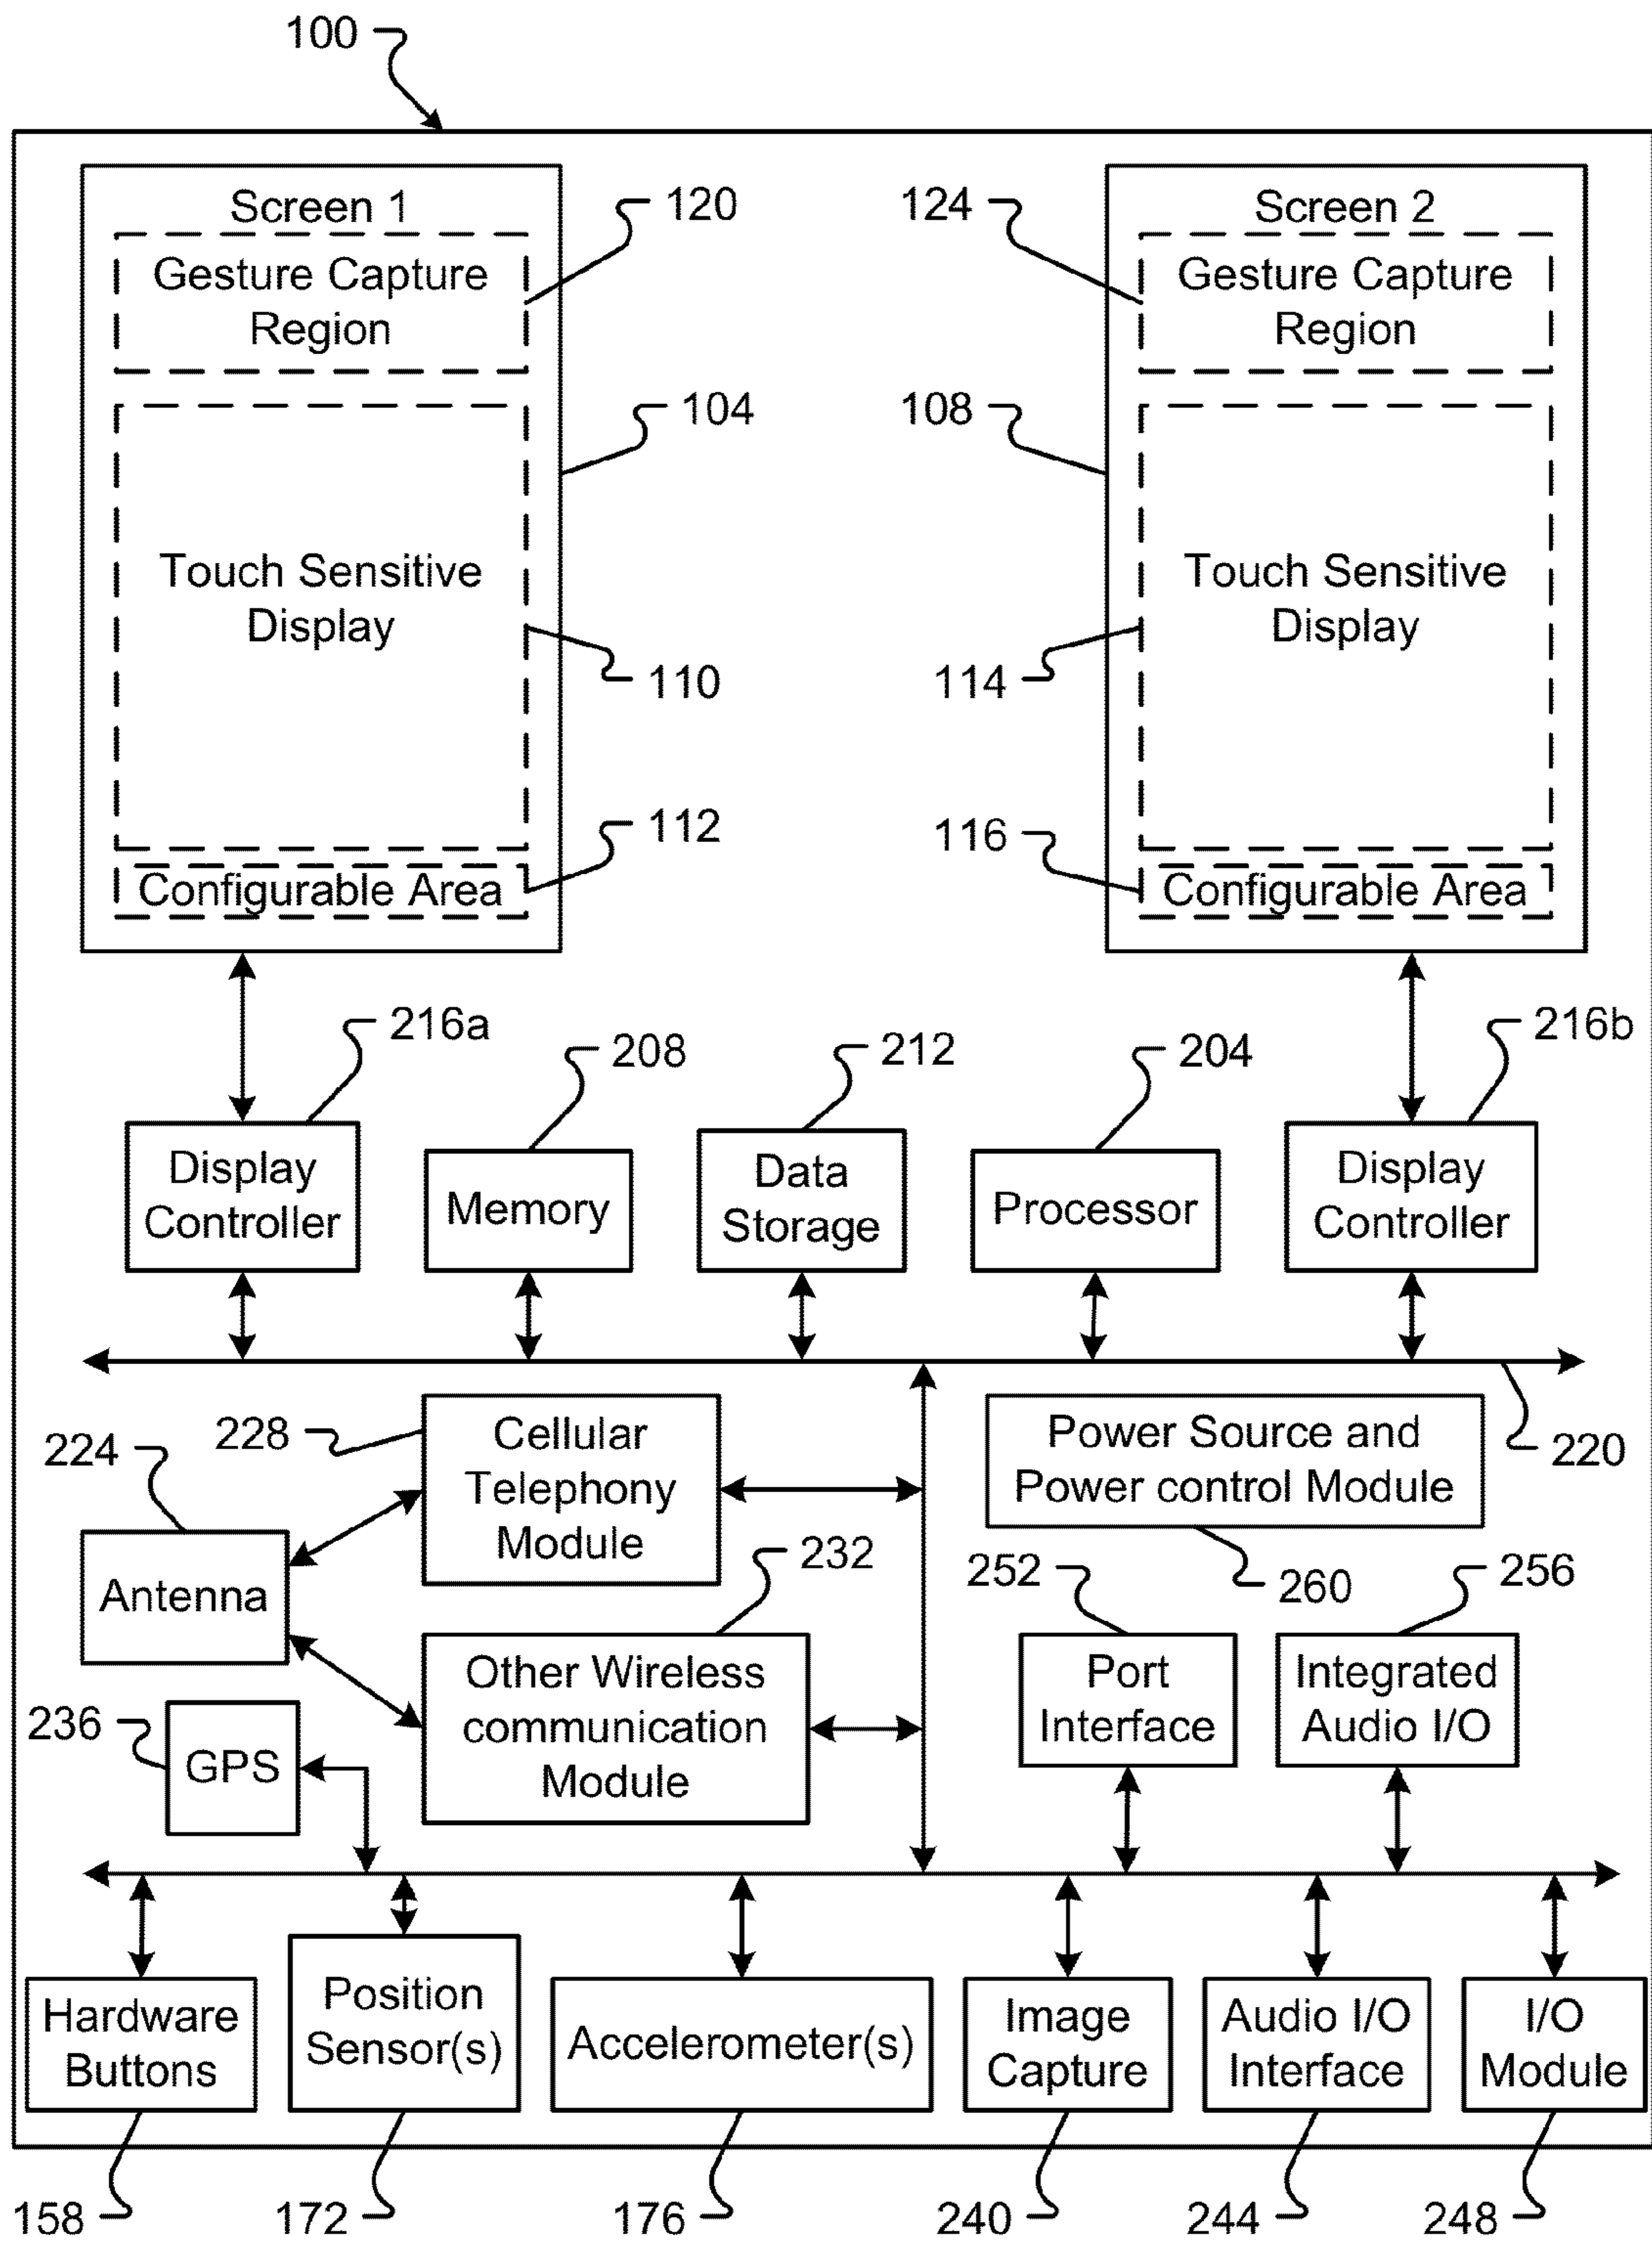 100
Screen 1
Gesture Capture
Region
120
Touch Sensitive
Display
104
110
112
Configurable Area
124
Screen 2
Gesture Capture
Region
108
Touch Sensitive
Display
114
116
Configurable Area
216a
208
212
204
216b
Display
Controller
Memory
Data
Storage
Processor
Display
Controller
224
228
Cellular
Telephony
Module
Power Source and
Power control Module
220
Antenna
232
252
260
256
236
GPS
Other Wireless
communication
Module
Port
Interface
Integrated
Audio I/O
Hardware
Buttons
Position
Sensor(s)
Accelerometer(s)
Image
Capture
Audio I/O
Interface
I/O
Module
158
172
176
240
244
248